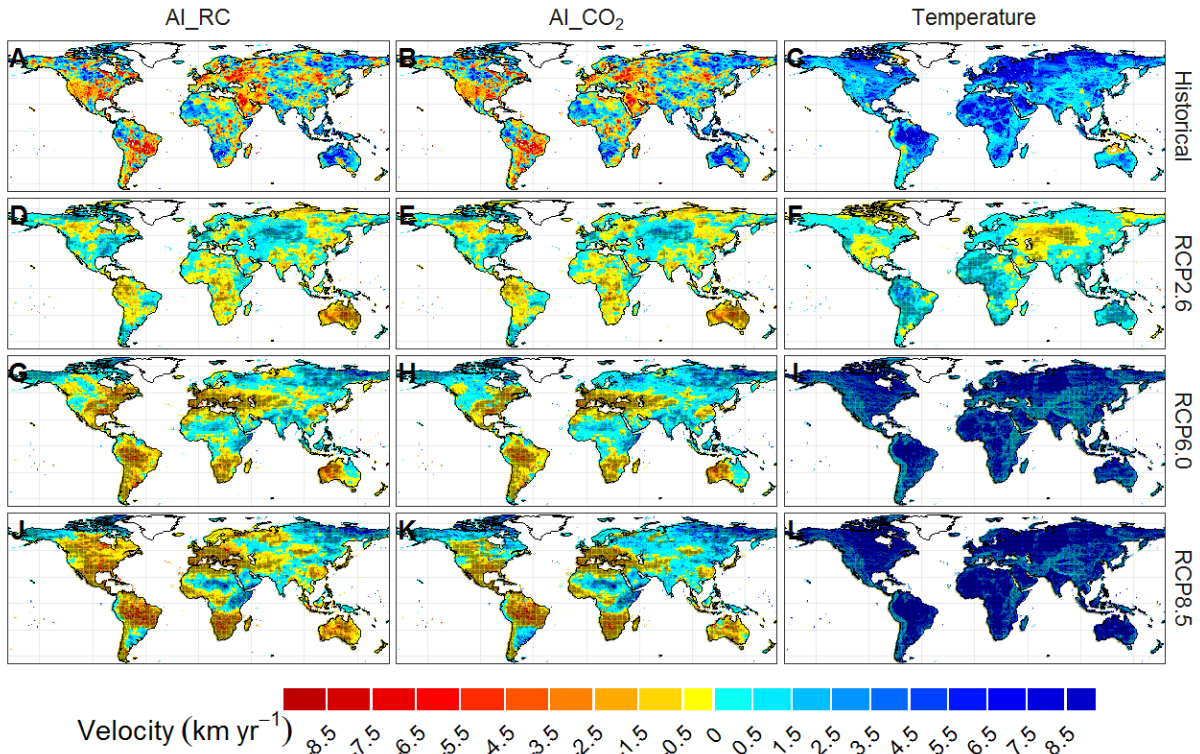 AI_RC AI_CO₂ Temperature
A B C Historical
D E F RCP2.6
G H I RCP6.0
J K L RCP8.5
Velocity (km yr⁻¹) -8.5 -7.5 -6.5 -5.5 -4.5 -3.5 -2.5 -1.5 -0.5 0 0.5 1.5 2.5 3.5 4.5 5.5 6.5 7.5 8.5